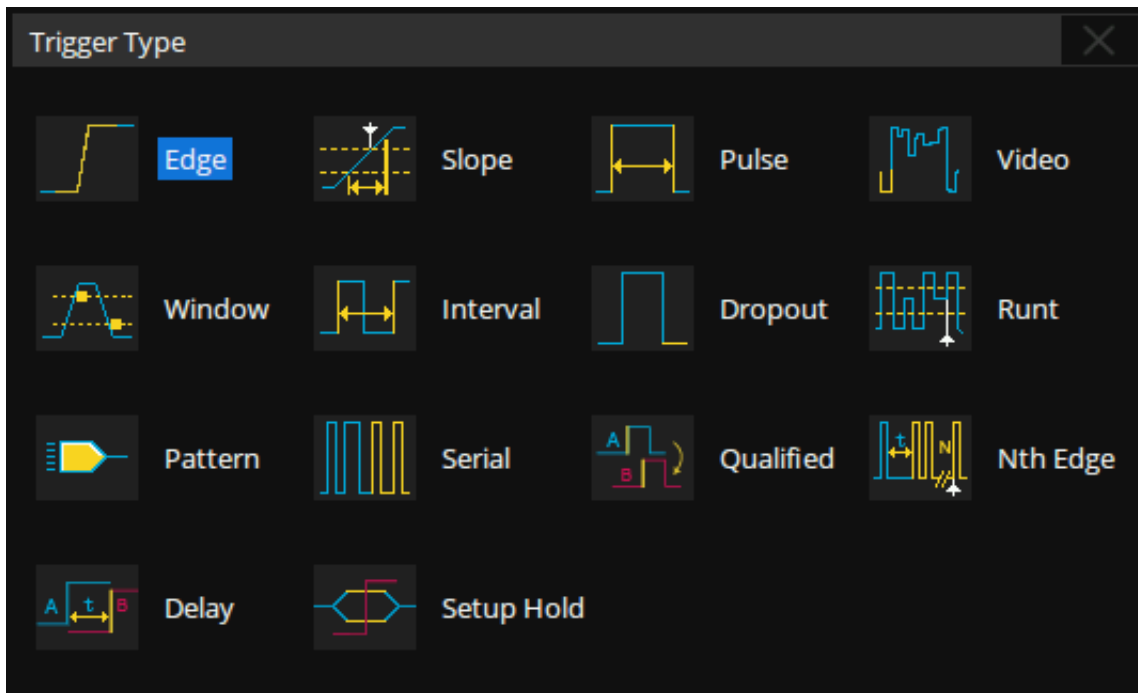 Trigger Type
Edge
Slope
Pulse
Video
Window
Interval
Dropout
Runt
Pattern
Serial
A
B
Qualified
t
N
Nth Edge
A
t
B
Delay
Setup Hold